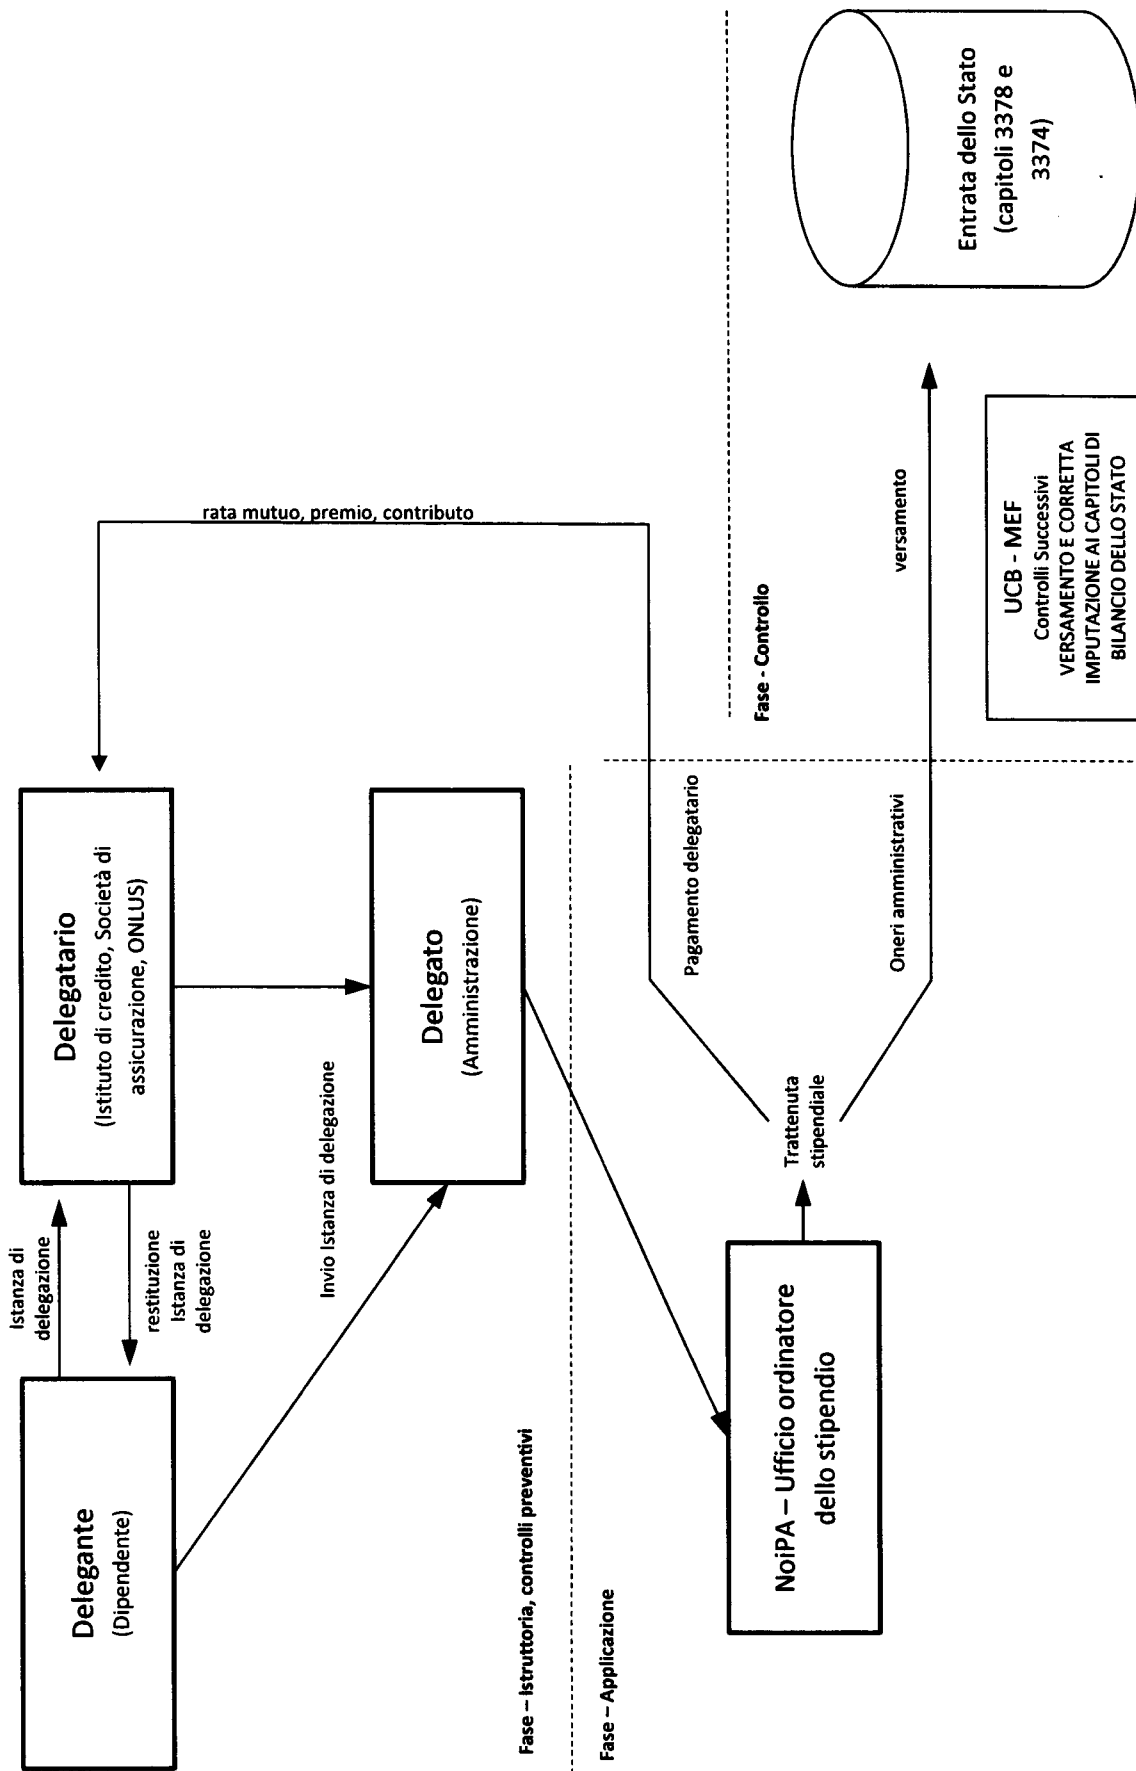 Delegante
(Dipendente)
Istanza di
delegazione
restituzione
Istanza di
delegazione
Delegatario
(Istituto di credito, Società di
assicurazione, ONLUS)
rata mutuo, premio, contributo
Invio Istanza di delegazione
Delegato
(Amministrazione)
Fase – Istruttoria, controlli preventivi
Fase – Applicazione
NoiPA – Ufficio ordinatore
dello stipendio
Trattenuta
stipendiale
Pagamento delegatario
Oneri amministrativi
Fase - Controllo
versamento
Entrata dello Stato
(capitoli 3378 e
3374)
UCB - MEF
Controlli Successivi
VERSAMENTO E CORRETTA
IMPUTAZIONE AI CAPITOLI DI
BILANCIO DELLO STATO